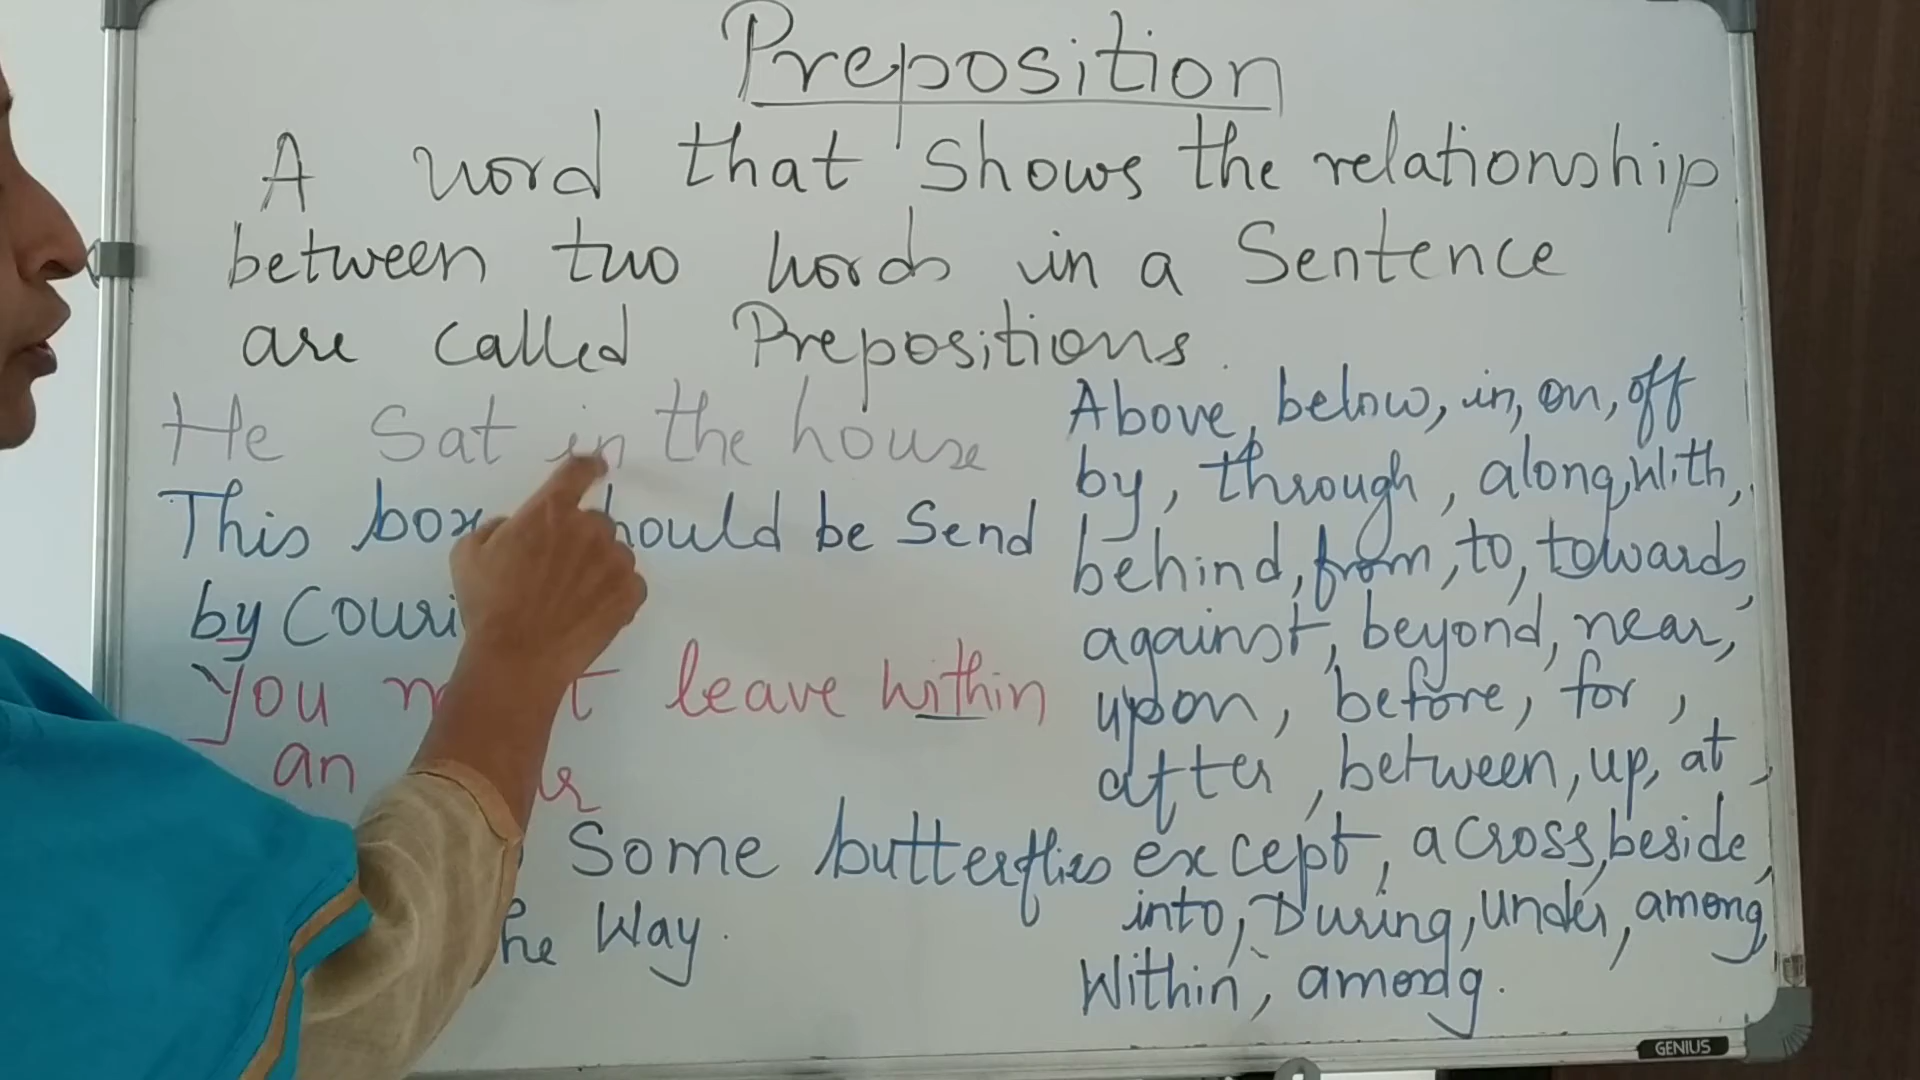 Preposition
A word that shows the relationship
between two words in a Sentence
are called Prepositions.
He Sat in the house
This box should be Send
by Couri
You leave within
an
Some butterflies
he Way.
Above, below, in, on, off
by, through, along, with,
behind, from, to, towards,
against, beyond, near,
upon, before, for,
after, between, up, at,
except, across, beside,
into, During, under, among,
Within, among.
GENIUS